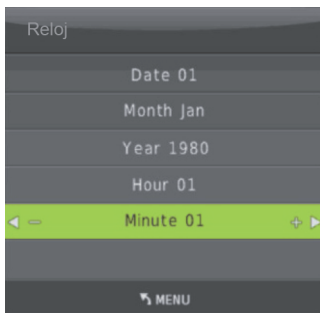 Reloj
Date 01
Month Jan
Year 1980
Hour 01
Minute 01
MENU